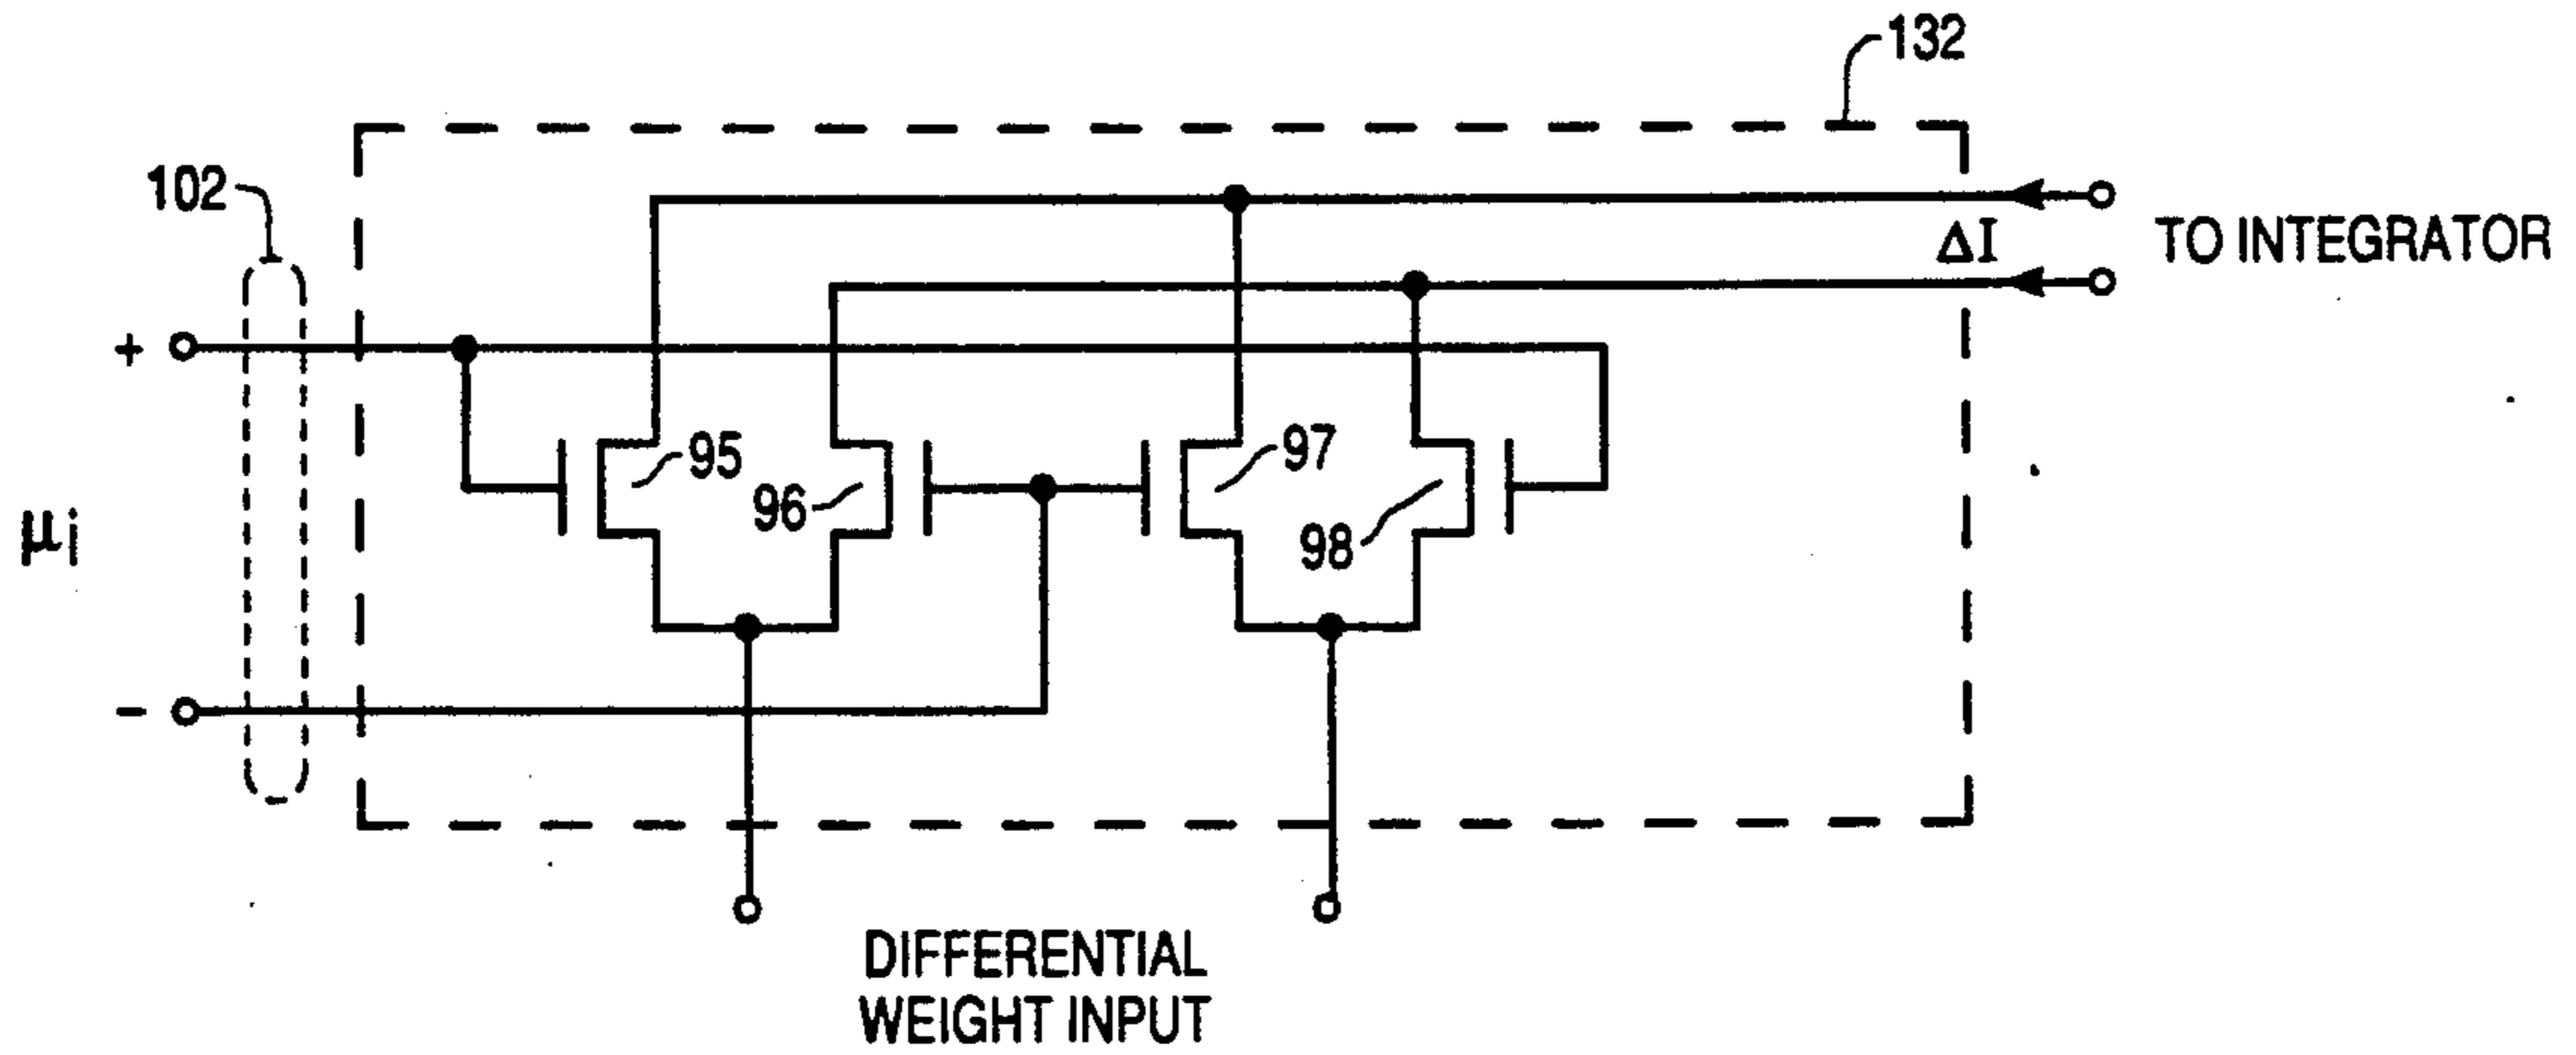 132
102
ΔI
TO INTEGRATOR
+
95
97
96
98
μi
-
DIFFERENTIAL
WEIGHT INPUT